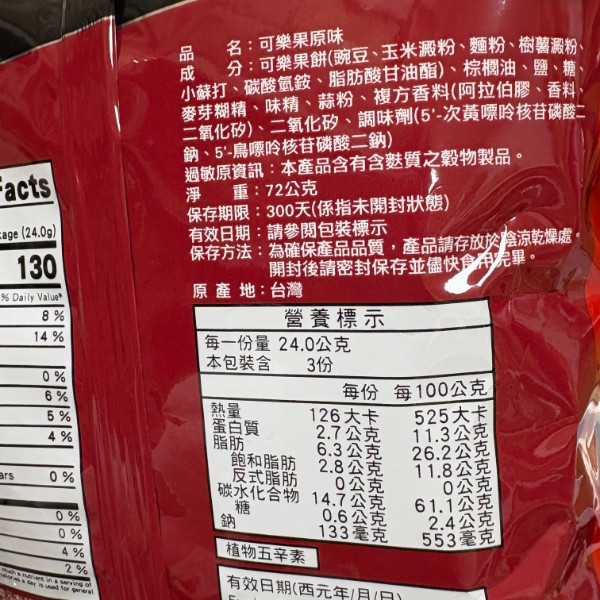 品　名：可樂果原味
成　分：可樂果餅(豌豆、玉米澱粉、麵粉、樹薯澱粉、
小蘇打、碳酸氫銨、脂肪酸甘油酯)、棕櫚油、鹽、糖
麥芽糊精、味精、蒜粉、複方香料(阿拉伯膠、香料、
二氧化矽)、二氧化矽、調味劑(5'-次黃嘌呤核苷磷酸二
鈉、5'-鳥嘌呤核苷磷酸二鈉)
過敏原資訊：本產品含有含麩質之穀物製品。
淨　重：72公克
保存期限：300天(係指未開封狀態)
有效日期：請參閱包裝標示
保存方法：為確保產品品質，產品請存放於陰涼乾燥處。
開封後請密封保存並儘快食用完畢。
原 產 地：台灣
營 養 標 示
每一份量 24.0公克
本包裝含 3份
每份 每100公克
熱量 126大卡 525大卡
蛋白質 2.7公克 11.3公克
脂肪 6.3公克 26.2公克
飽和脂肪 2.8公克 11.8公克
反式脂肪 0公克 0公克
碳水化合物 14.7公克 61.1公克
糖 0.6公克 2.4公克
鈉 133毫克 553毫克
植物五辛素
有效日期(西元年/月/日)
Facts
(24.0g)
130
% Daily Value*
8 %
14 %
0 %
6 %
5 %
4 %
0 %
0 %
0 %
4 %
2 %